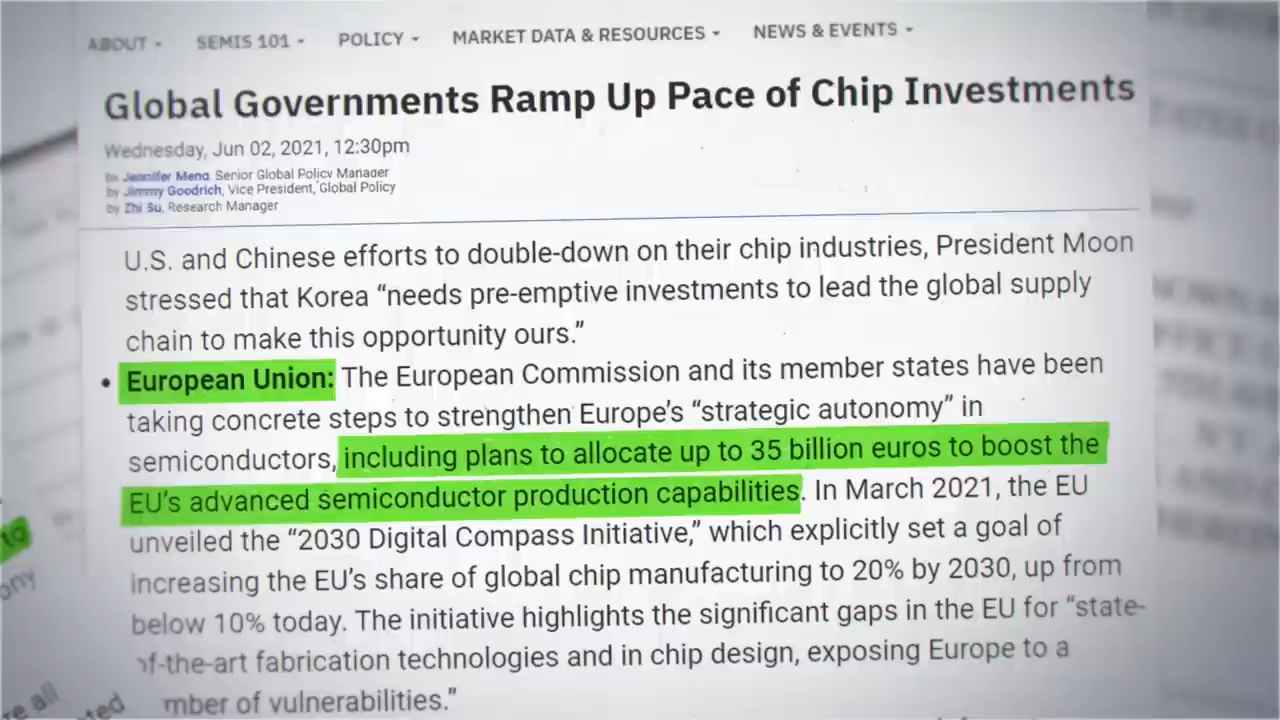 ABOUT
SEMIS 101
POLICY
MARKET DATA & RESOURCES
NEWS & EVENTS
Global Governments Ramp Up Pace of Chip Investments
Wednesday, Jun 02, 2021, 12:30pm
by Jennifer Meng, Senior Global Policy Manager
by Jimmy Goodrich, Vice President, Global Policy
by Zhi Su, Research Manager
U.S. and Chinese efforts to double-down on their chip industries, President Moon
stressed that Korea “needs pre-emptive investments to lead the global supply
chain to make this opportunity ours.”
• European Union: The European Commission and its member states have been
taking concrete steps to strengthen Europe’s “strategic autonomy” in
semiconductors, including plans to allocate up to 35 billion euros to boost the
EU’s advanced semiconductor production capabilities. In March 2021, the EU
unveiled the “2030 Digital Compass Initiative,” which explicitly set a goal of
increasing the EU’s share of global chip manufacturing to 20% by 2030, up from
below 10% today. The initiative highlights the significant gaps in the EU for “state-
of-the-art fabrication technologies and in chip design, exposing Europe to a
mber of vulnerabilities.”
to